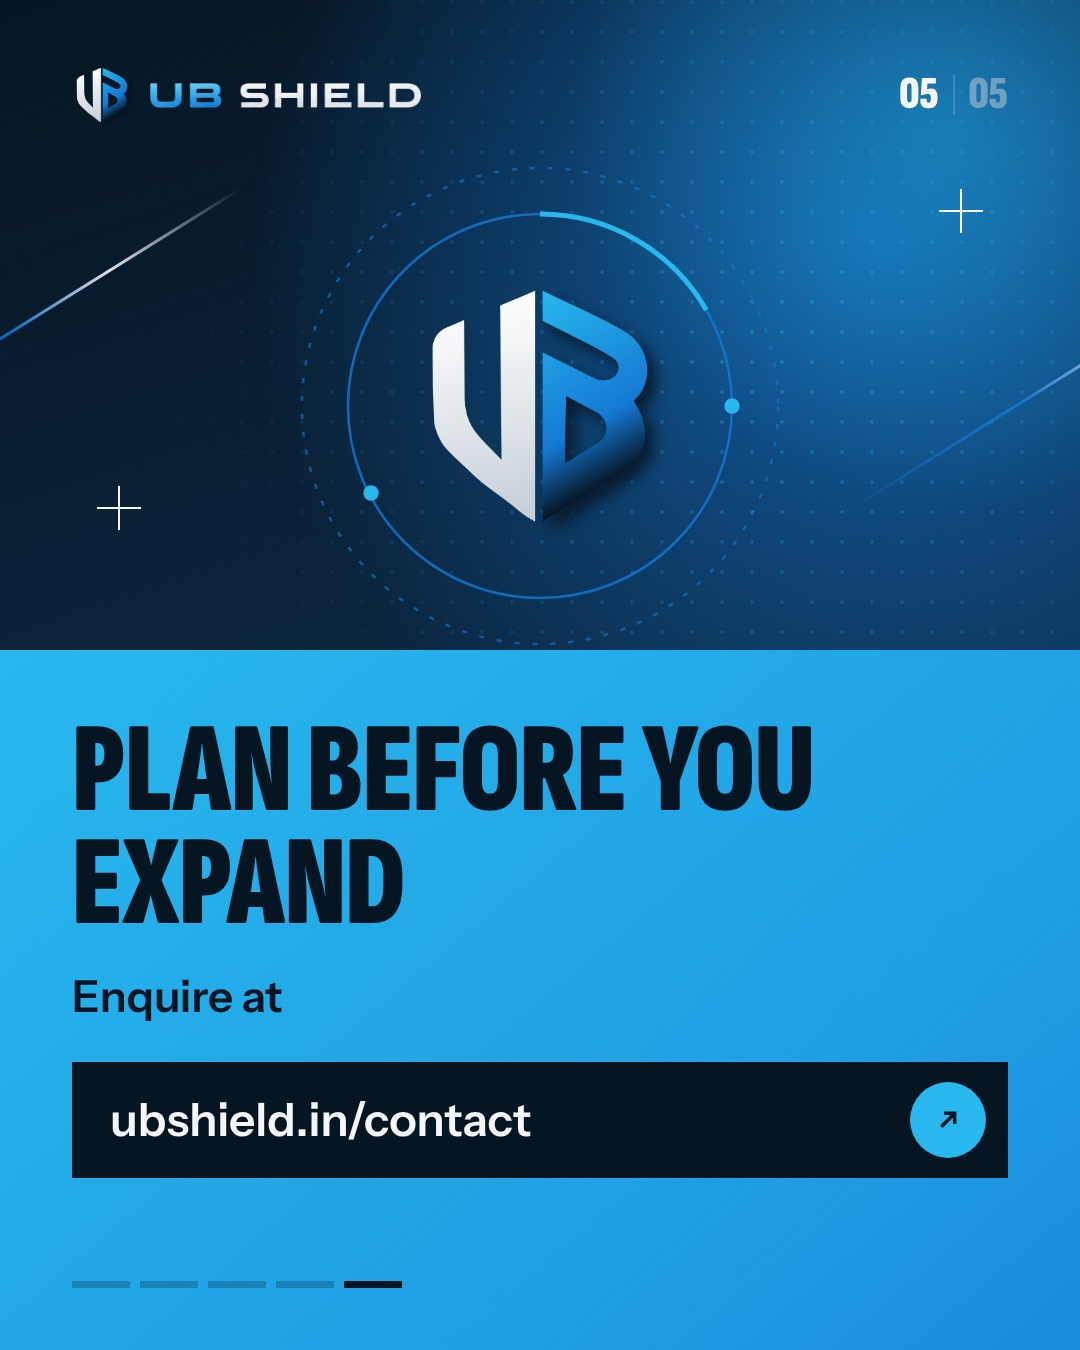 UB SHIELD
05 | 05
PLAN BEFORE YOU
EXPAND
Enquire at
ubshield.in/contact